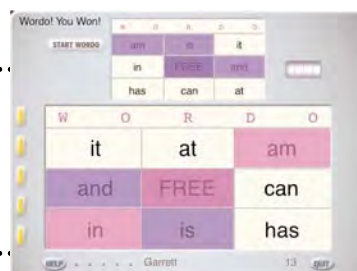 Wordo! You Won!
W O R D O
START WORDO
am is it
in FREE and
has can at
W O R D O
it at am
and FREE can
in is has
HELP Garrett 13 QUIT